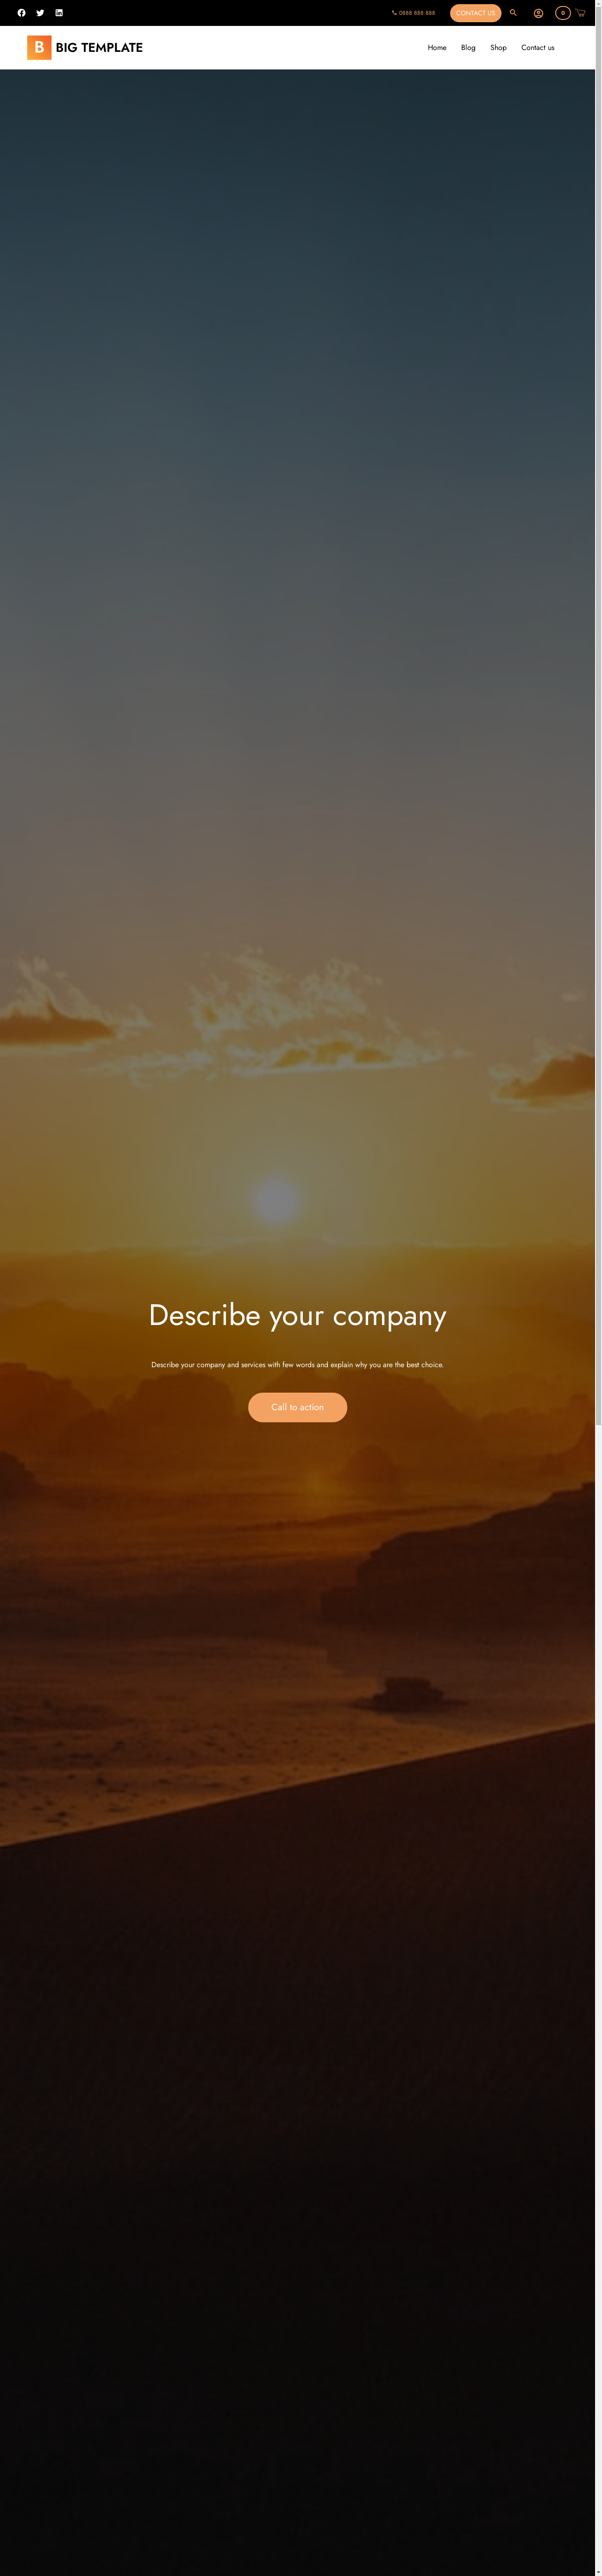 0888 888 888
CONTACT US
0
B BIG TEMPLATE
Home Blog Shop Contact us
Describe your company
Describe your company and services with few words and explain why you are the best choice.
Call to action